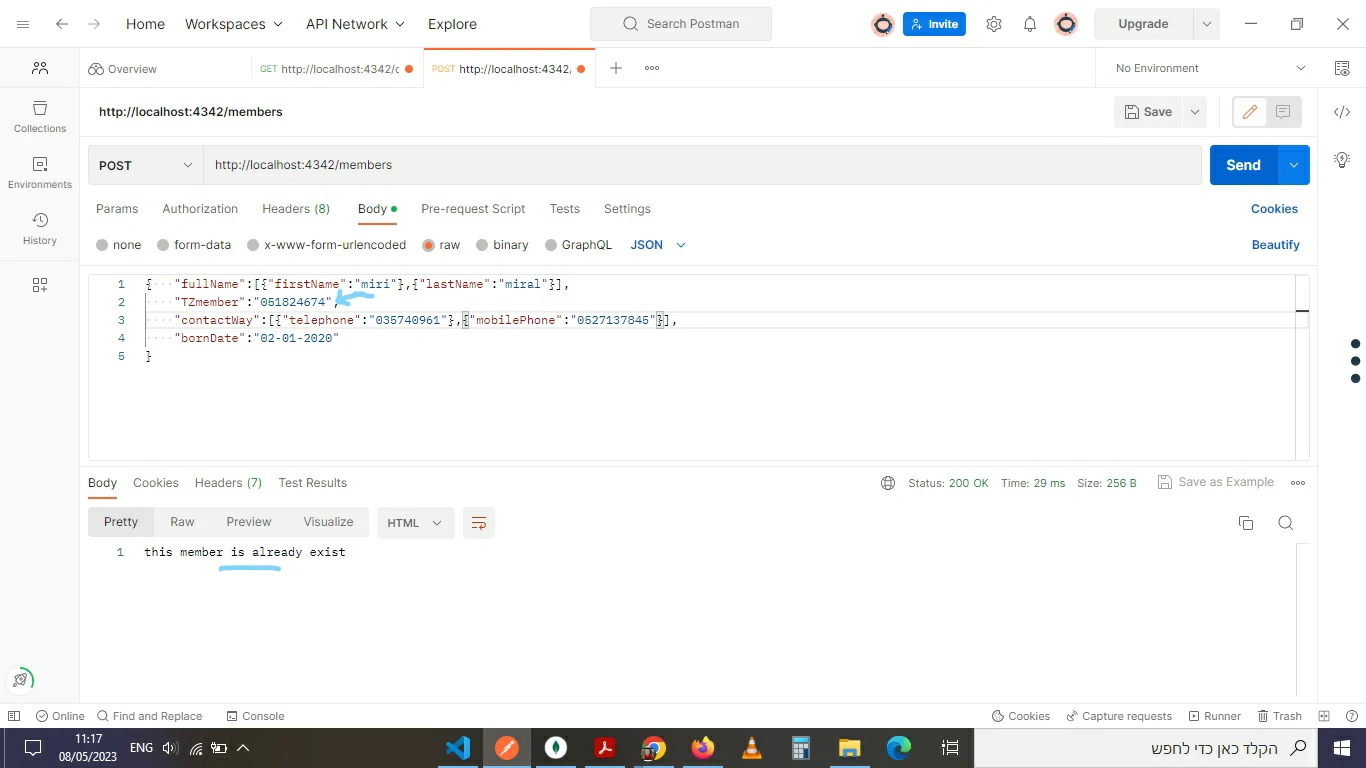 Home Workspaces API Network Explore Search Postman Invite Upgrade
Overview GET http://localhost:4342/c POST http://localhost:4342/ No Environment
http://localhost:4342/members Save
POST http://localhost:4342/members Send
Params Authorization Headers (8) Body Pre-request Script Tests Settings Cookies
none form-data x-www-form-urlencoded raw binary GraphQL JSON Beautify
Collections
Environments
History
1 { "fullName":[{"firstName":"miri"},{"lastName":"miral"}],
2 "TZmember":"051824674",
3 "contactWay":[{"telephone":"035740961"},{"mobilePhone":"0527137845"}],
4 "bornDate":"02-01-2020"
5 }
Body Cookies Headers (7) Test Results Status: 200 OK Time: 29 ms Size: 256 B Save as Example
Pretty Raw Preview Visualize HTML
1 this member is already exist
Online Find and Replace Console Cookies Capture requests Runner Trash
11:17
08/05/2023
ENG
הקלד כאן כדי לחפש